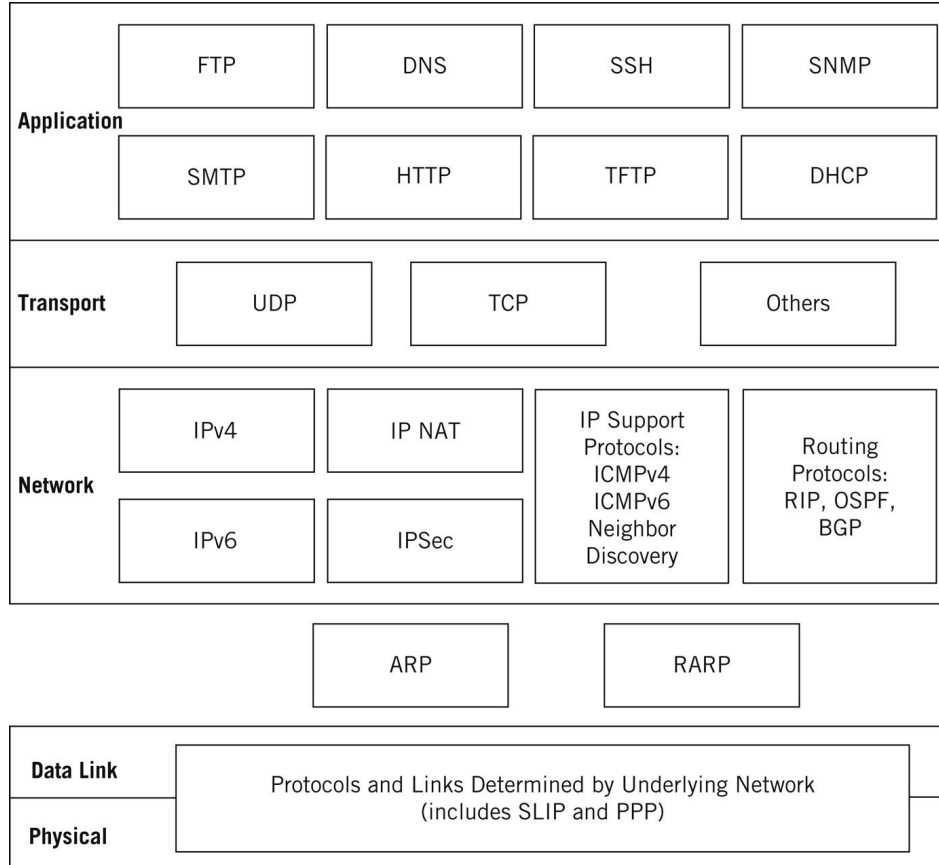 Application
FTP
DNS
SSH
SNMP
SMTP
HTTP
TFTP
DHCP
Transport
UDP
TCP
Others
Network
IPv4
IP NAT
IPv6
IPSec
IP Support
Protocols:
ICMPv4
ICMPv6
Neighbor
Discovery
Routing
Protocols:
RIP, OSPF,
BGP
ARP
RARP
Data Link
Physical
Protocols and Links Determined by Underlying Network
(includes SLIP and PPP)